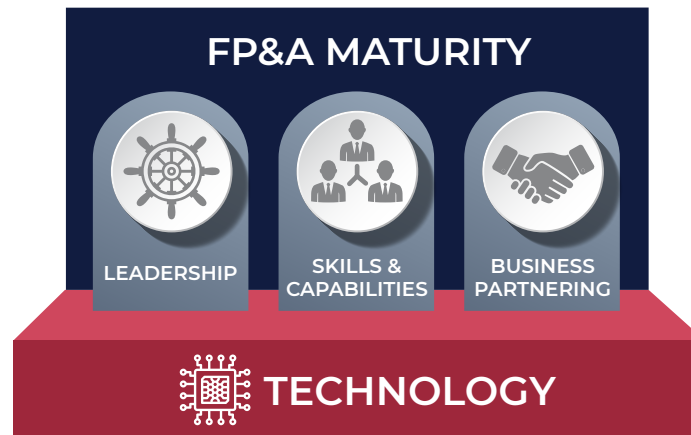 FP&A MATURITY
LEADERSHIP
SKILLS &
CAPABILITIES
BUSINESS
PARTNERING
TECHNOLOGY